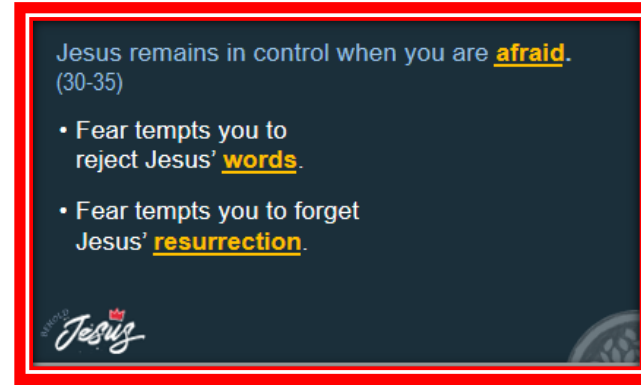 Jesus remains in control when you are afraid.
(30-35)
• Fear tempts you to
reject Jesus’ words.
• Fear tempts you to forget
Jesus’ resurrection.
BEHOLD
Jesus